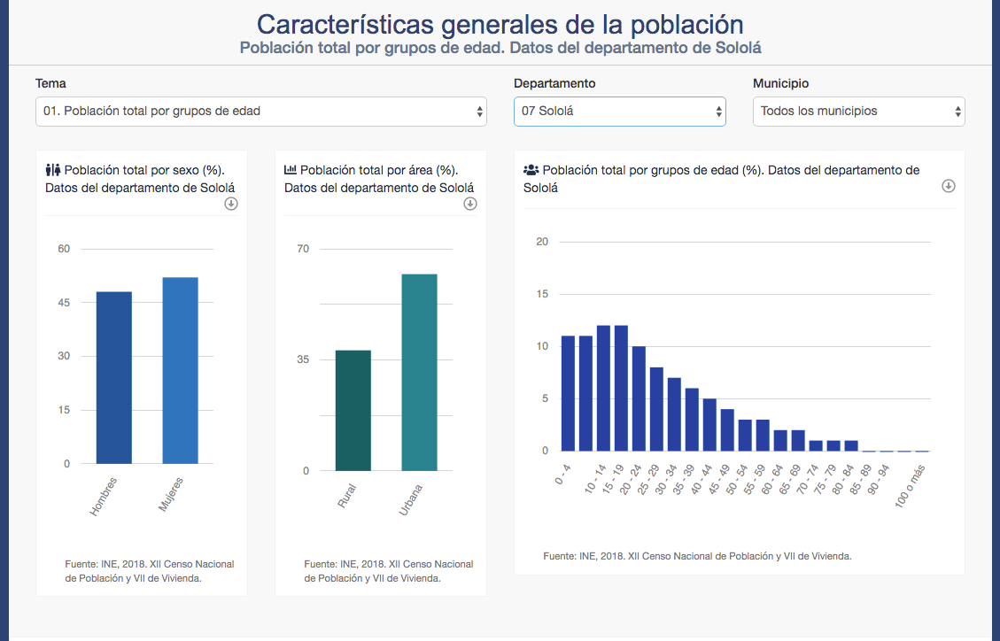 Características generales de la población
Población total por grupos de edad. Datos del departamento de Sololá
Tema
01. Población total por grupos de edad
Departamento
07 Sololá
Municipio
Todos los municipios
Población total por sexo (%).
Datos del departamento de Sololá
60
45
30
15
0
Hombres
Mujeres
Fuente: INE, 2018. XII Censo Nacional
de Población y VII de Vivienda.
Población total por área (%).
Datos del departamento de Sololá
70
35
0
Rural
Urbana
Fuente: INE, 2018. XII Censo Nacional
de Población y VII de Vivienda.
Población total por grupos de edad (%). Datos del departamento de
Sololá
20
15
10
5
0
0 - 4
10 - 14
15 - 19
20 - 24
25 - 29
30 - 34
35 - 39
40 - 44
45 - 49
50 - 54
55 - 59
60 - 64
65 - 69
70 - 74
75 - 79
80 - 84
85 - 89
90 - 94
100 o más
Fuente: INE, 2018. XII Censo Nacional de Población y VII de Vivienda.